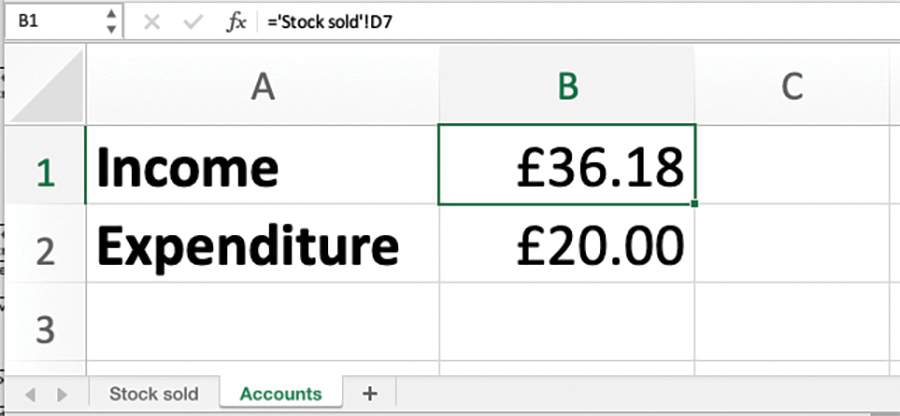 B1 fx ='Stock sold'!D7
A B C
1 Income £36.18
2 Expenditure £20.00
3
Stock sold Accounts +